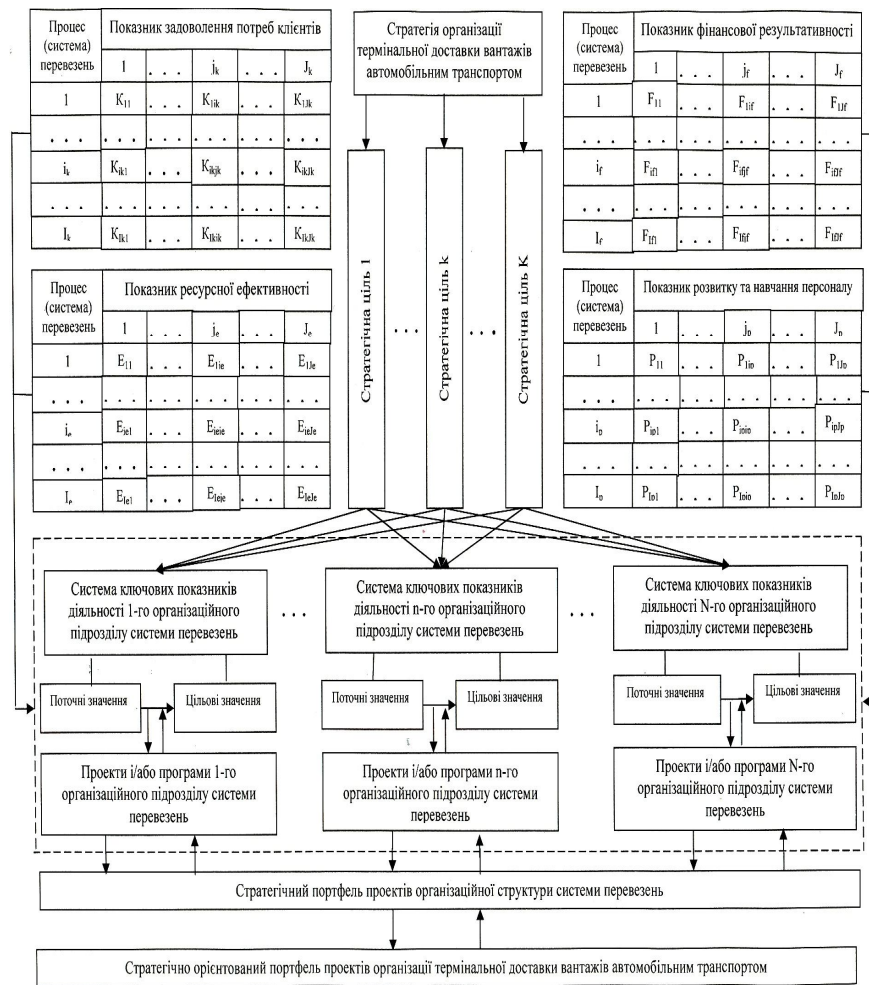 Процес
(система)
перевезень
Показник задоволення потреб клієнтів
1 . . . jk . . . Jk
1 K11 . . . K1ik . . . K1Jk
. . . . . . . . . . . . . . . . . .
ik Kik1 . . . Kikjk . . . KikJk
. . . . . . . . . . . . . . . . . .
Ik KIk1 . . . KIkik . . . KIkJk
Стратегія організації
термінальної доставки вантажів
автомобільним транспортом
Процес
(система)
перевезень
Показник фінансової результативності
1 . . . jf . . . Jf
1 F11 . . . F1if . . . F1Jf
. . . . . . . . . . . . . . . . . .
if Fif1 . . . Fifjf . . . FifJf
. . . . . . . . . . . . . . . . . .
If FIf1 . . . FIfjf . . . FIfJf
Процес
(система)
перевезень
Показник ресурсної ефективності
1 . . . je . . . Je
1 E11 . . . E1ie . . . E1Je
. . . . . . . . . . . . . . . . . .
ie Eie1 . . . Eieie . . . EieJe
. . . . . . . . . . . . . . . . . .
Ie EIe1 . . . EIeje . . . EIeJe
Стратегічна ціль 1
. . .
Стратегічна ціль k
. . .
Стратегічна ціль K
Процес
(система)
перевезень
Показник розвитку та навчання персоналу
1 . . . jp . . . Jp
1 P11 . . . P1ip . . . P1Jp
. . . . . . . . . . . . . . . . . .
ip Pip1 . . . Pipip . . . PipJp
. . . . . . . . . . . . . . . . . .
Ip PIp1 . . . PIpip . . . PIpJp
Система ключових показників
діяльності 1-го організаційного
підрозділу системи перевезень
. . .
Система ключових показників
діяльності n-го організаційного
підрозділу системи перевезень
. . .
Система ключових показників
діяльності N-го організаційного
підрозділу системи перевезень
Поточні значення
Цільові значення
Поточні значення
Цільові значення
Поточні значення
Цільові значення
Проекти і/або програми 1-го
організаційного підрозділу системи
перевезень
Проекти і/або програми n-го
організаційного підрозділу системи
перевезень
Проекти і/або програми N-го
організаційного підрозділу системи
перевезень
Стратегічний портфель проектів організаційної структури системи перевезень
Стратегічно орієнтований портфель проектів організації термінальної доставки вантажів автомобільним транспортом